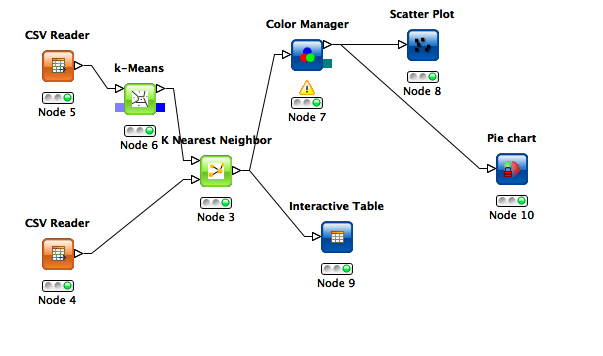 CSV Reader
Node 5
k-Means
Node 6
K Nearest Neighbor
Node 3
CSV Reader
Node 4
Color Manager
Node 7
Scatter Plot
Node 8
Pie chart
Node 10
Interactive Table
Node 9